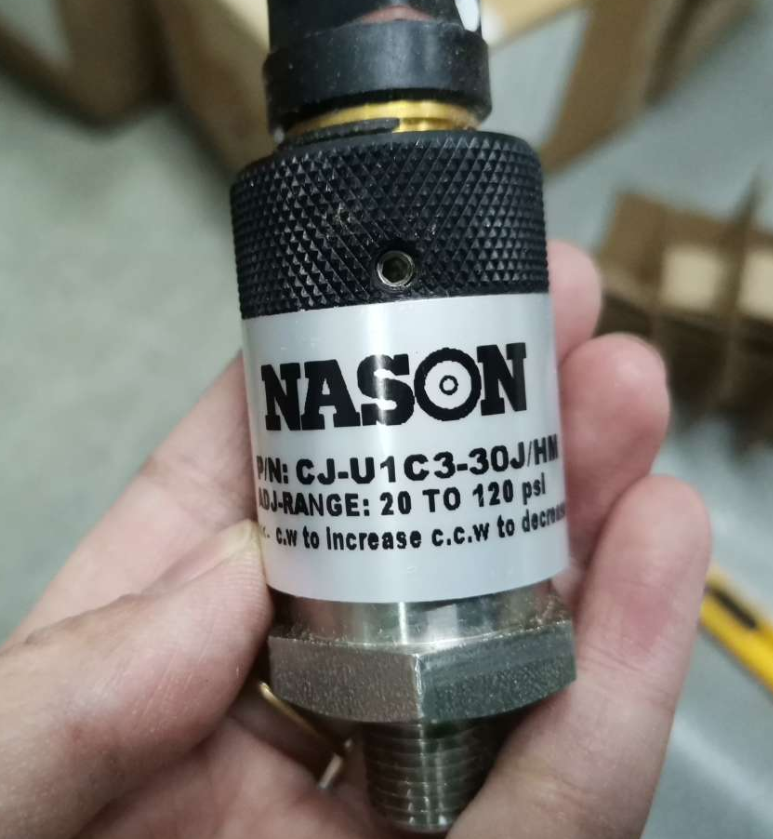 NASON
P/N: CJ-U1C3-30J/HM
ADJ-RANGE: 20 TO 120 psi
c.w to increase c.c.w to decrease